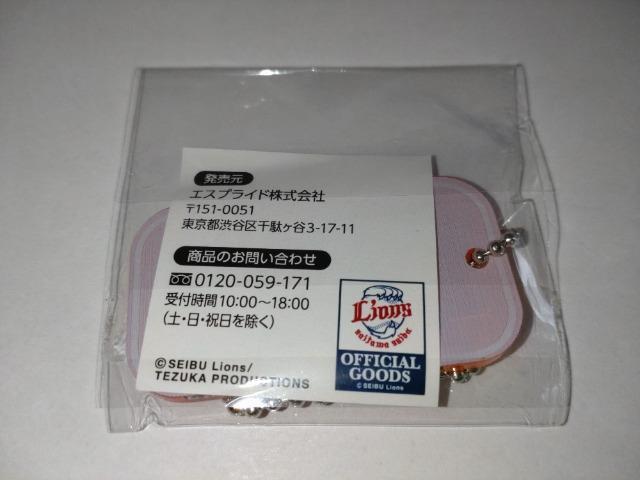 発売元
エスプライド株式会社
〒151-0051
東京都渋谷区千駄ヶ谷3-17-11
商品のお問い合わせ
0120-059-171
受付時間10:00～18:00
(土・日・祝日を除く)
©SEIBU Lions/
TEZUKA PRODUCTIONS
Lions
saitama seibu
OFFICIAL
GOODS
©SEIBU Lions